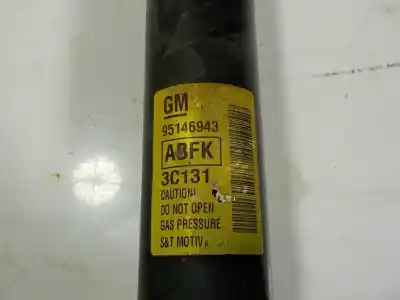 GM
95146943
ABFK
3C131
CAUTION!
DO NOT OPEN
GAS PRESSURE
S&T MOTIV